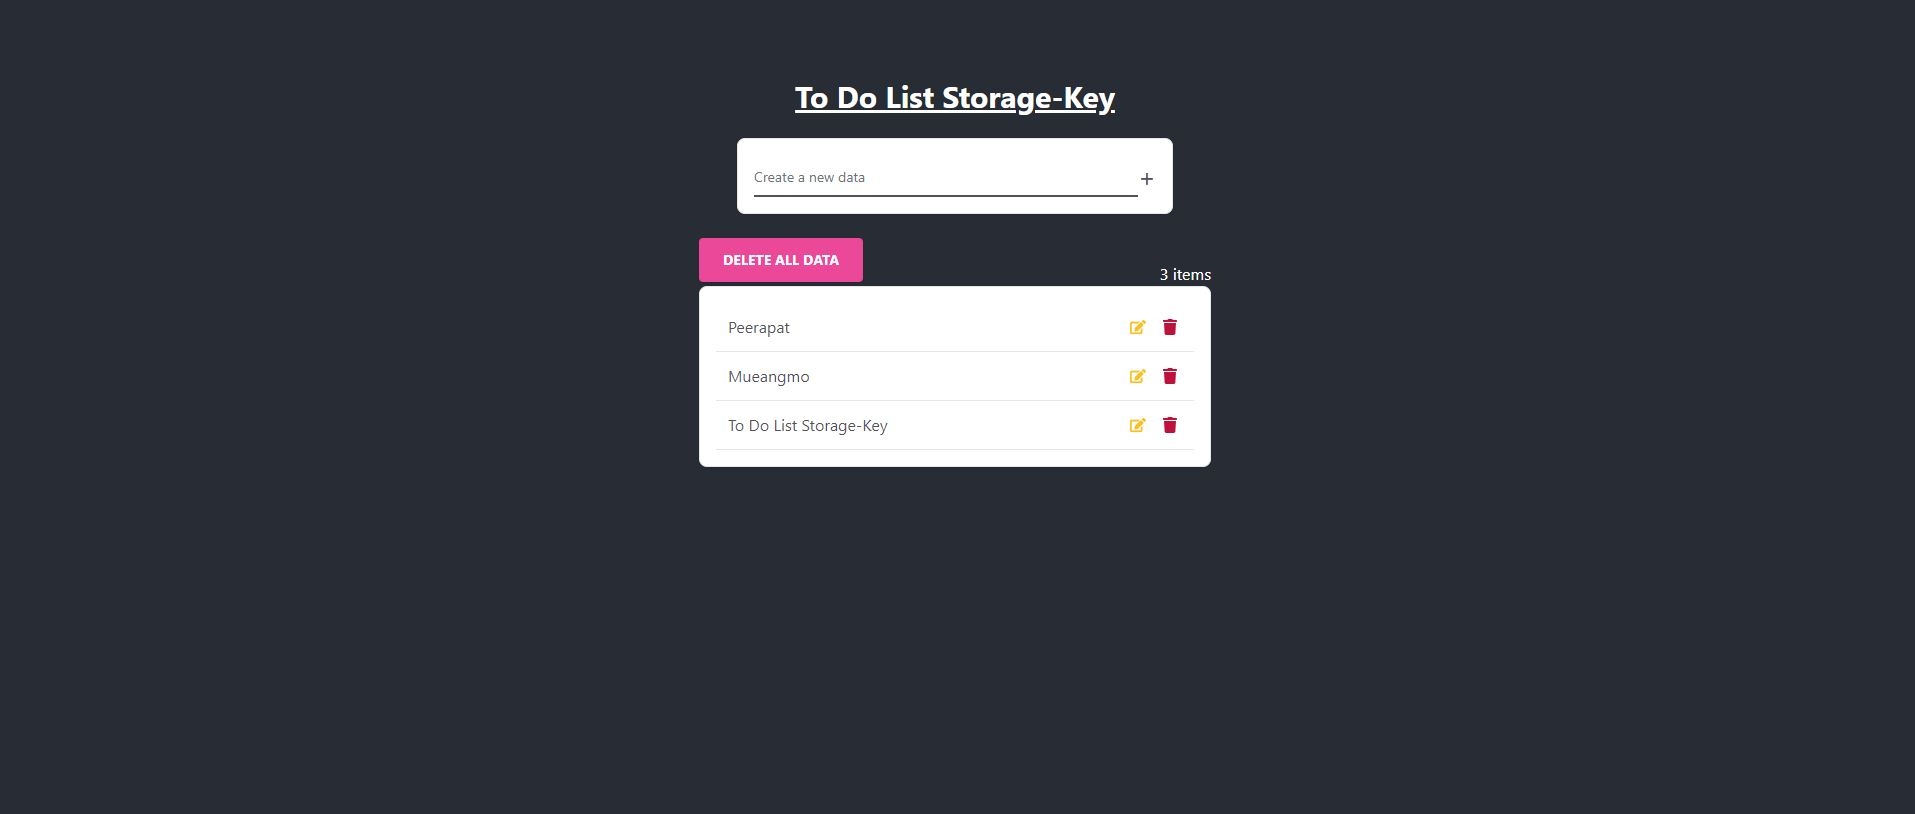 To Do List Storage-Key
Create a new data
DELETE ALL DATA
3 items
Peerapat
Mueangmo
To Do List Storage-Key